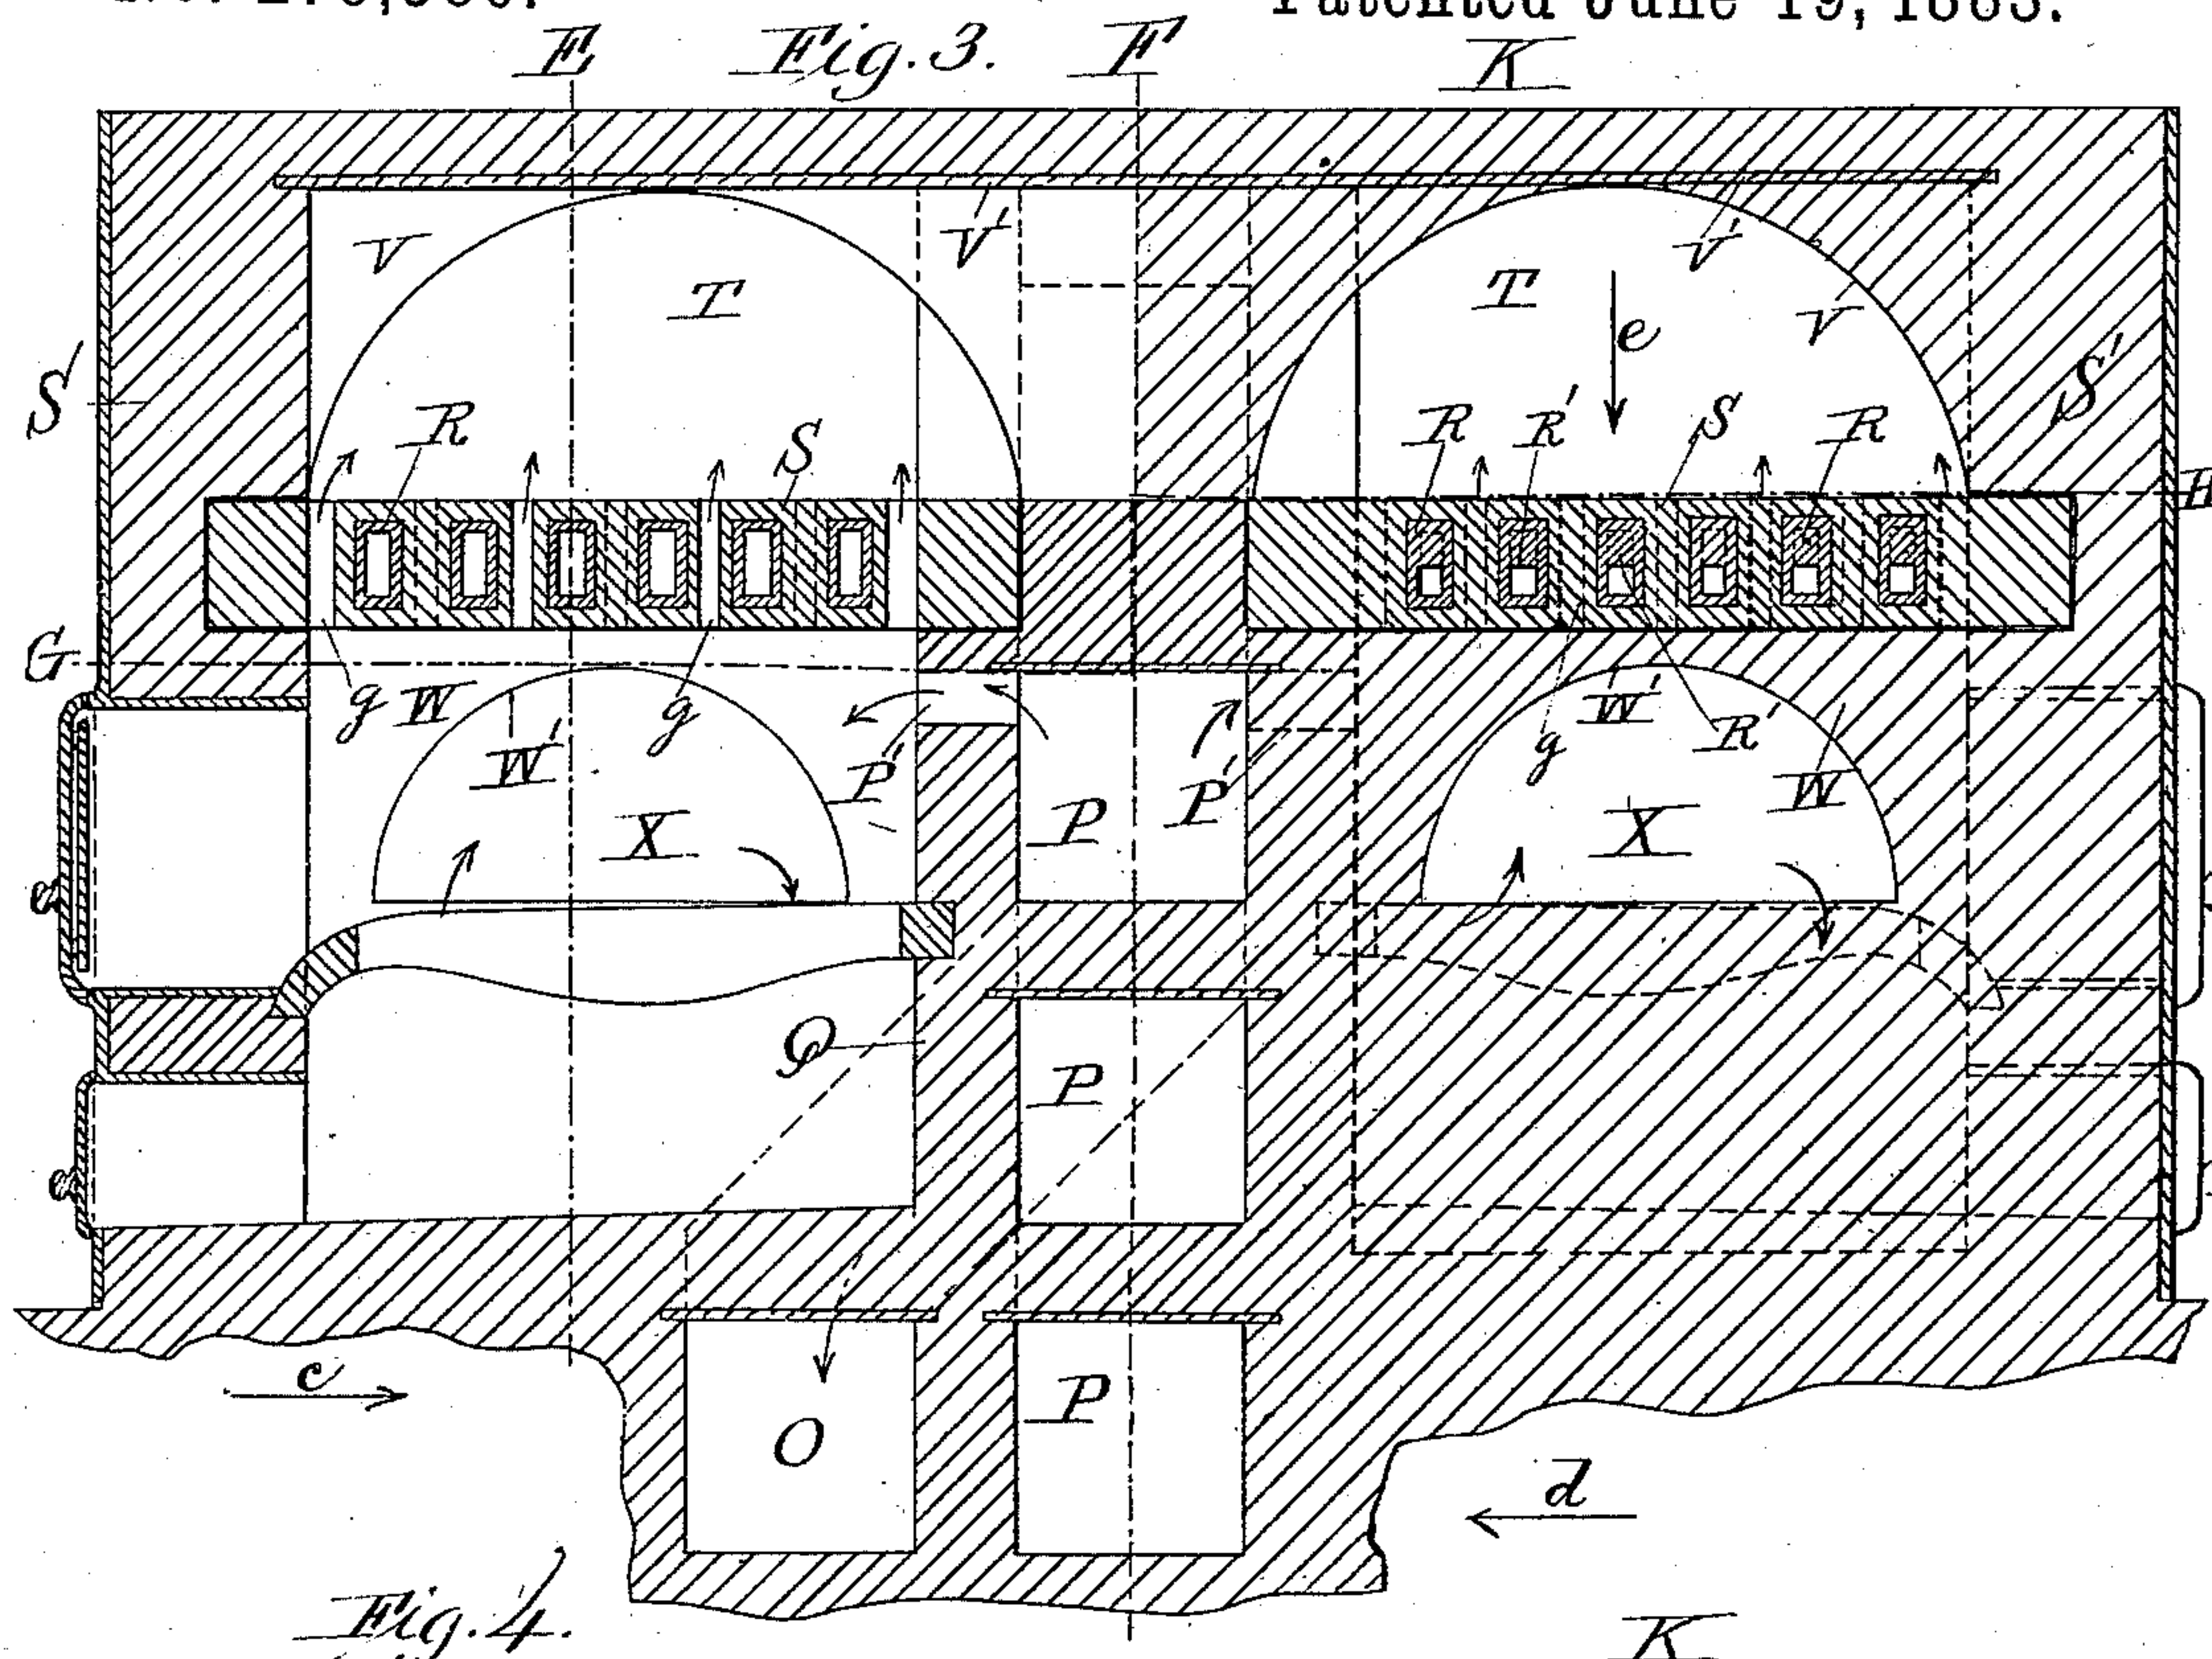 Patented June 19, 1883.
E Fig. 3. F K
V V' V' V
T T e
S' S'
R S R R' S R
H
G
g W W' g P' P P' g W' R' W
X X
Q P
c P
O d
Fig. 4. K